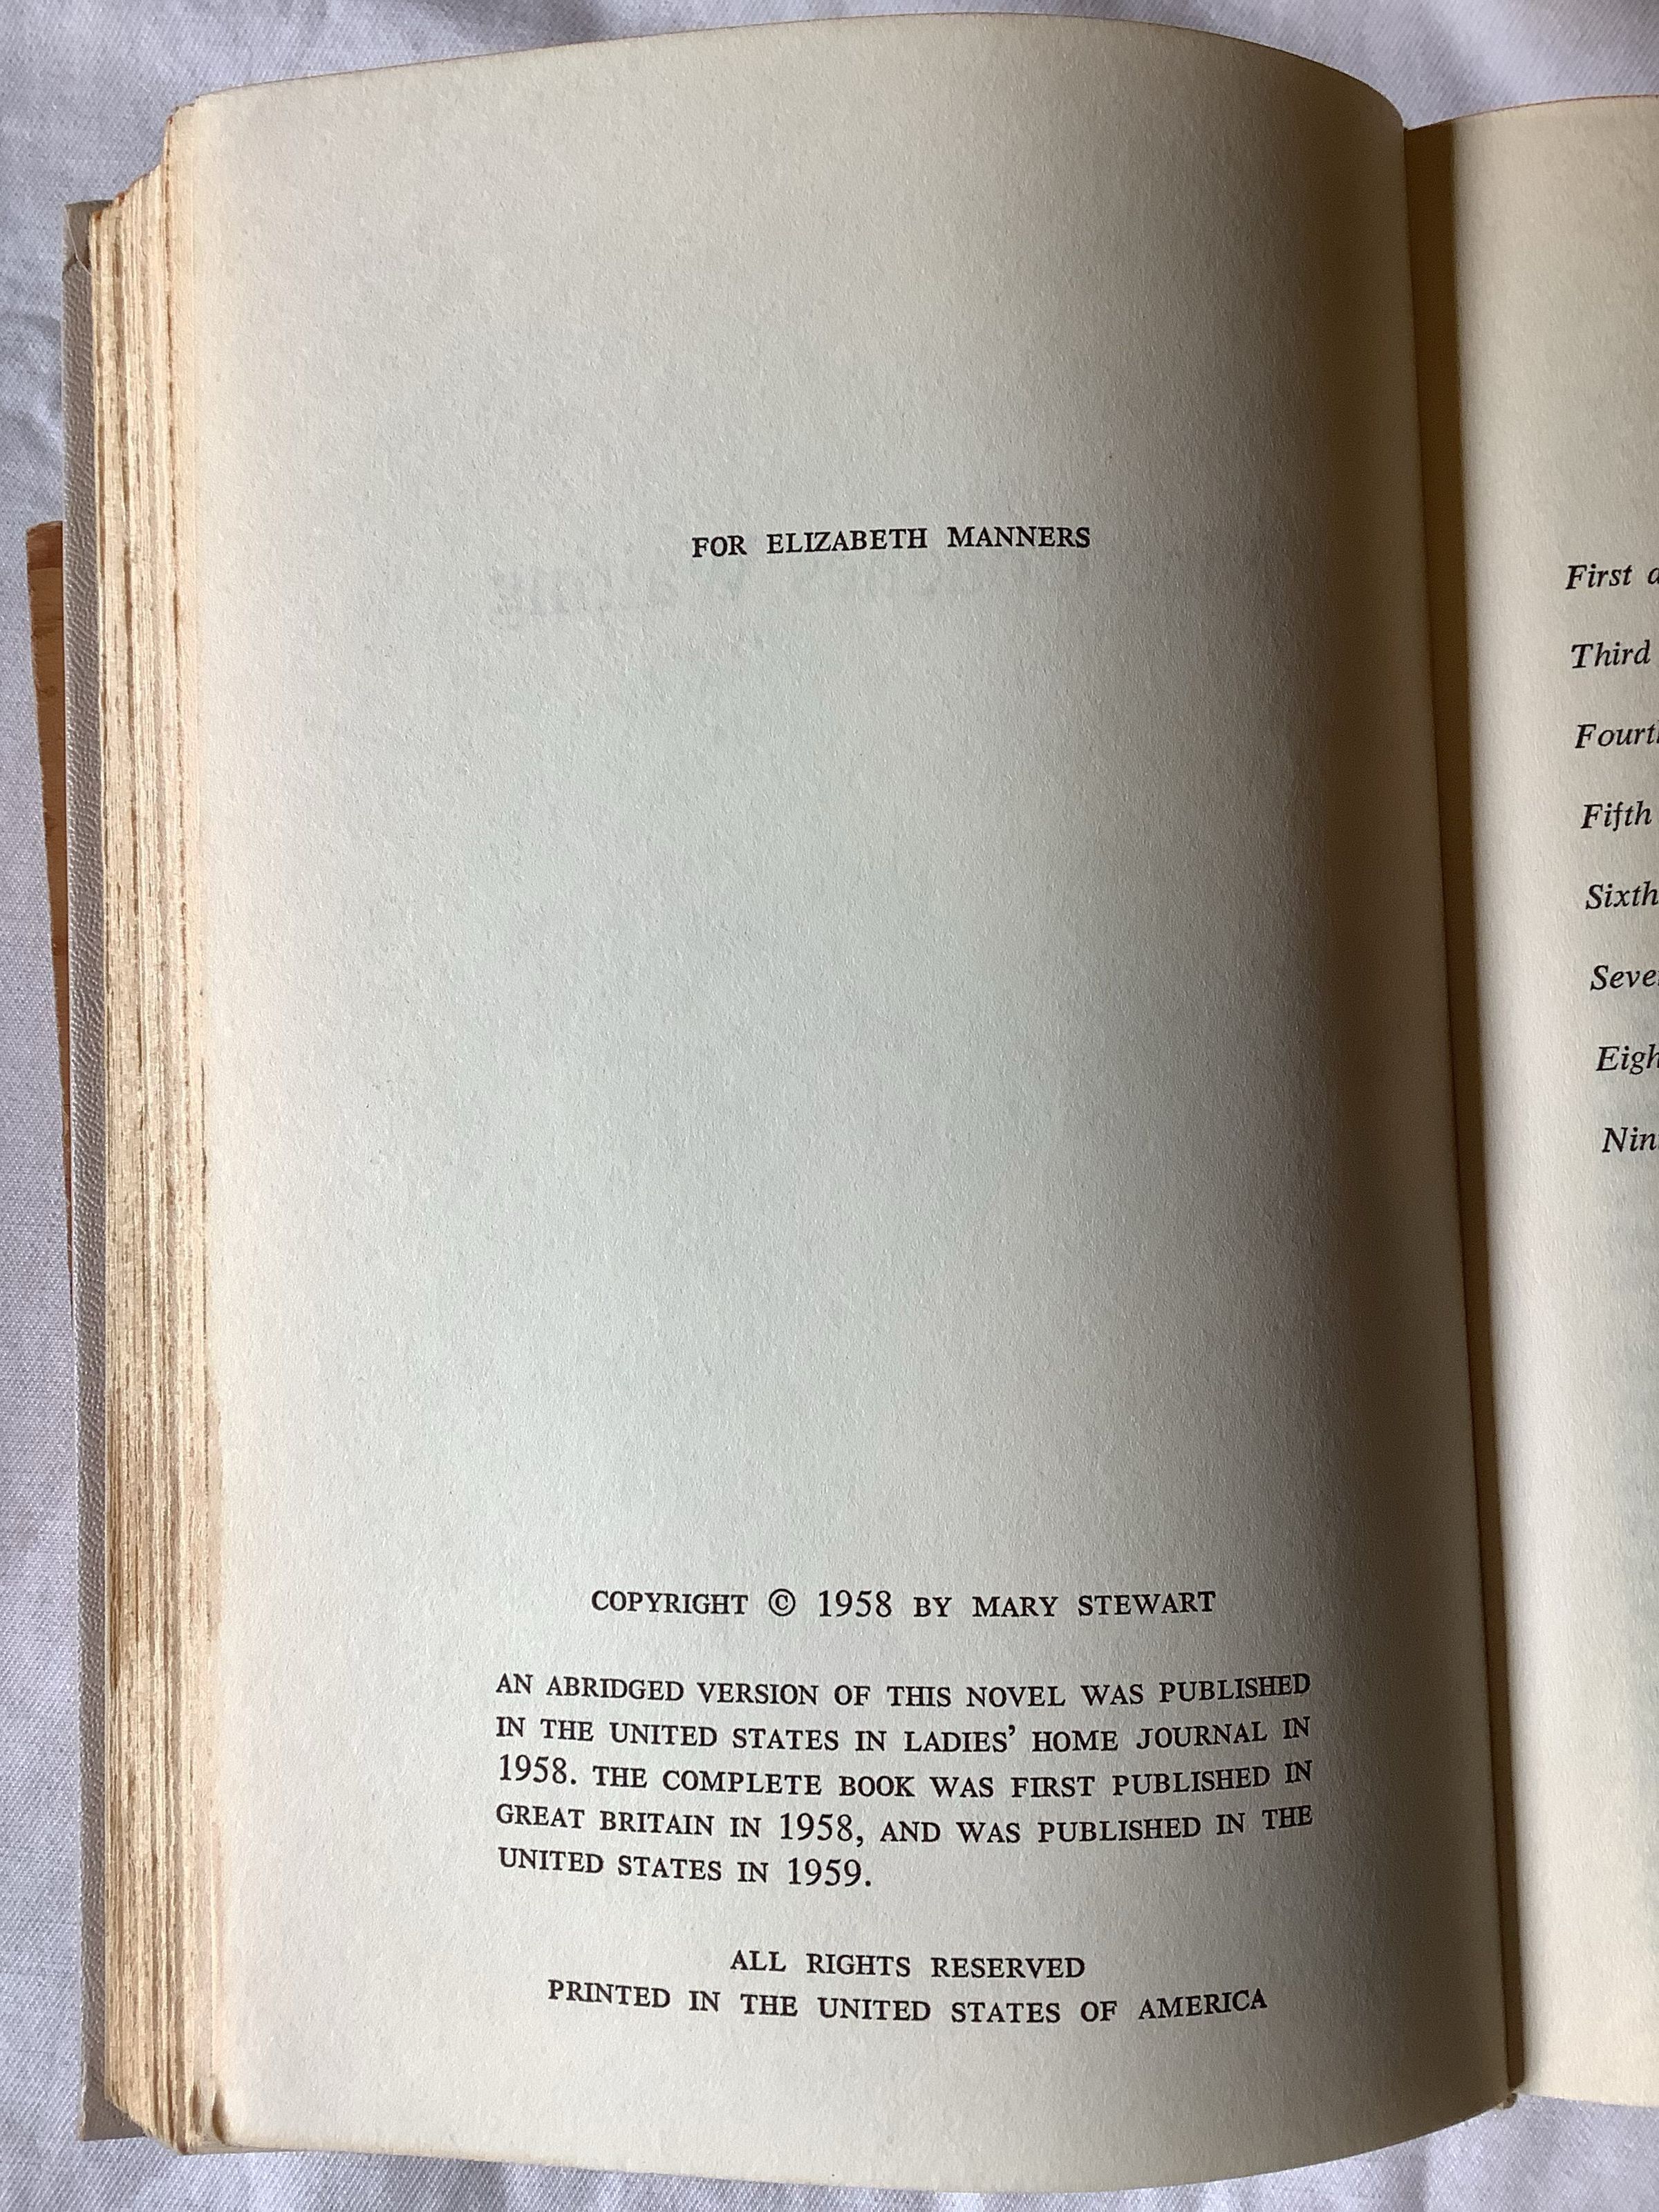 FOR ELIZABETH MANNERS
COPYRIGHT © 1958 BY MARY STEWART
AN ABRIDGED VERSION OF THIS NOVEL WAS PUBLISHED
IN THE UNITED STATES IN LADIES' HOME JOURNAL IN
1958. THE COMPLETE BOOK WAS FIRST PUBLISHED IN
GREAT BRITAIN IN 1958, AND WAS PUBLISHED IN THE
UNITED STATES IN 1959.
ALL RIGHTS RESERVED
PRINTED IN THE UNITED STATES OF AMERICA
First
Third
Fourth
Fifth
Sixth